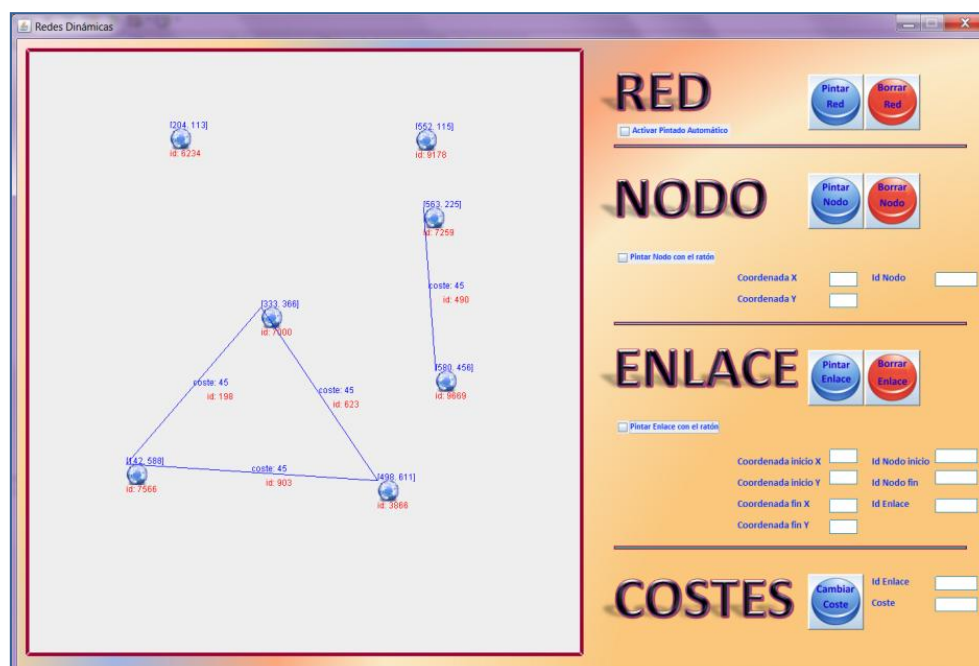 Redes Dinámicas
[204, 113]
id: 6234
[552, 115]
id: 9178
[563, 225]
id: 7259
coste: 45
id: 490
[333, 366]
id: 7300
[580, 456]
id: 9669
coste: 45
id: 198
coste: 45
id: 623
[142, 588]
id: 7566
coste: 45
id: 903
[498, 611]
id: 3866
RED
Pintar Red
Borrar Red
Activar Pintado Automático
NODO
Pintar Nodo
Borrar Nodo
Pintar Nodo con el ratón
Coordenada X
Id Nodo
Coordenada Y
ENLACE
Pintar Enlace
Borrar Enlace
Pintar Enlace con el ratón
Coordenada inicio X
Id Nodo inicio
Coordenada inicio Y
Id Nodo fin
Coordenada fin X
Id Enlace
Coordenada fin Y
COSTES
Cambiar Coste
Id Enlace
Coste